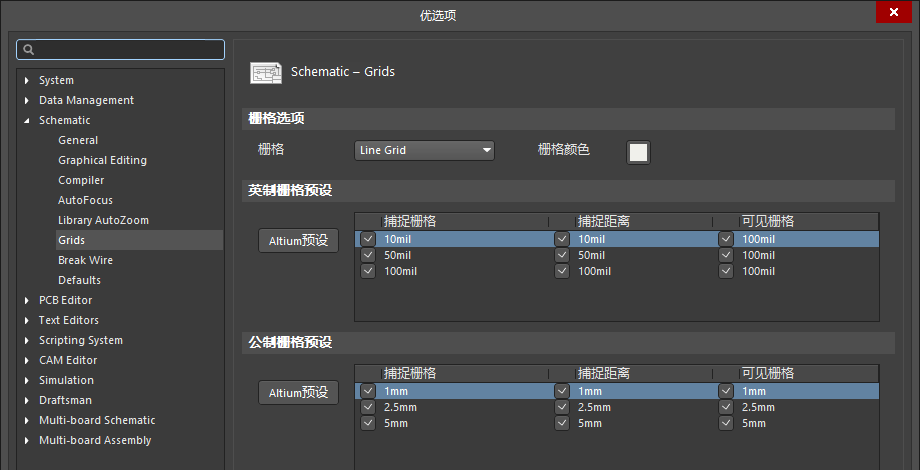 优选项
System
Data Management
Schematic
General
Graphical Editing
Compiler
AutoFocus
Library AutoZoom
Grids
Break Wire
Defaults
PCB Editor
Text Editors
Scripting System
CAM Editor
Simulation
Draftsman
Multi-board Schematic
Multi-board Assembly
Schematic – Grids
栅格选项
栅格 Line Grid 栅格颜色
英制栅格预设
Altium预设
捕捉栅格 捕捉距离 可见栅格
10mil 10mil 100mil
50mil 50mil 100mil
100mil 100mil 100mil
公制栅格预设
Altium预设
捕捉栅格 捕捉距离 可见栅格
1mm 1mm 1mm
2.5mm 2.5mm 2.5mm
5mm 5mm 5mm